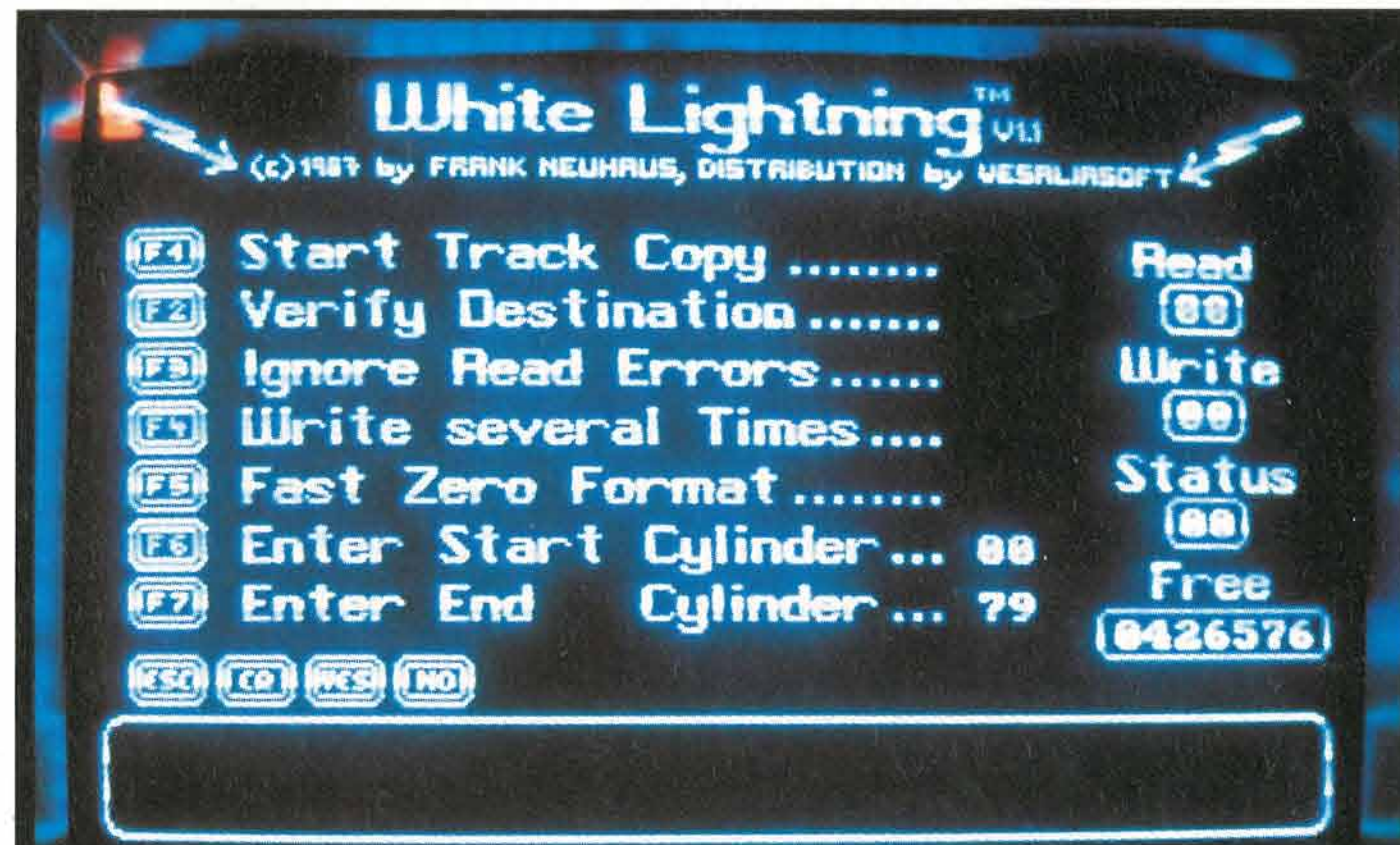 White Lightning™ V1.1
(c)1987 by FRANK NEUHAUS, DISTRIBUTION by VESALIASOFT
F1 Start Track Copy ........
F2 Verify Destination .......
F3 Ignore Read Errors ......
F4 Write several Times ....
F5 Fast Zero Format ........
F6 Enter Start Cylinder ... 00
F7 Enter End Cylinder ... 79
Read
00
Write
00
Status
00
Free
0426576
ESC CR YES NO